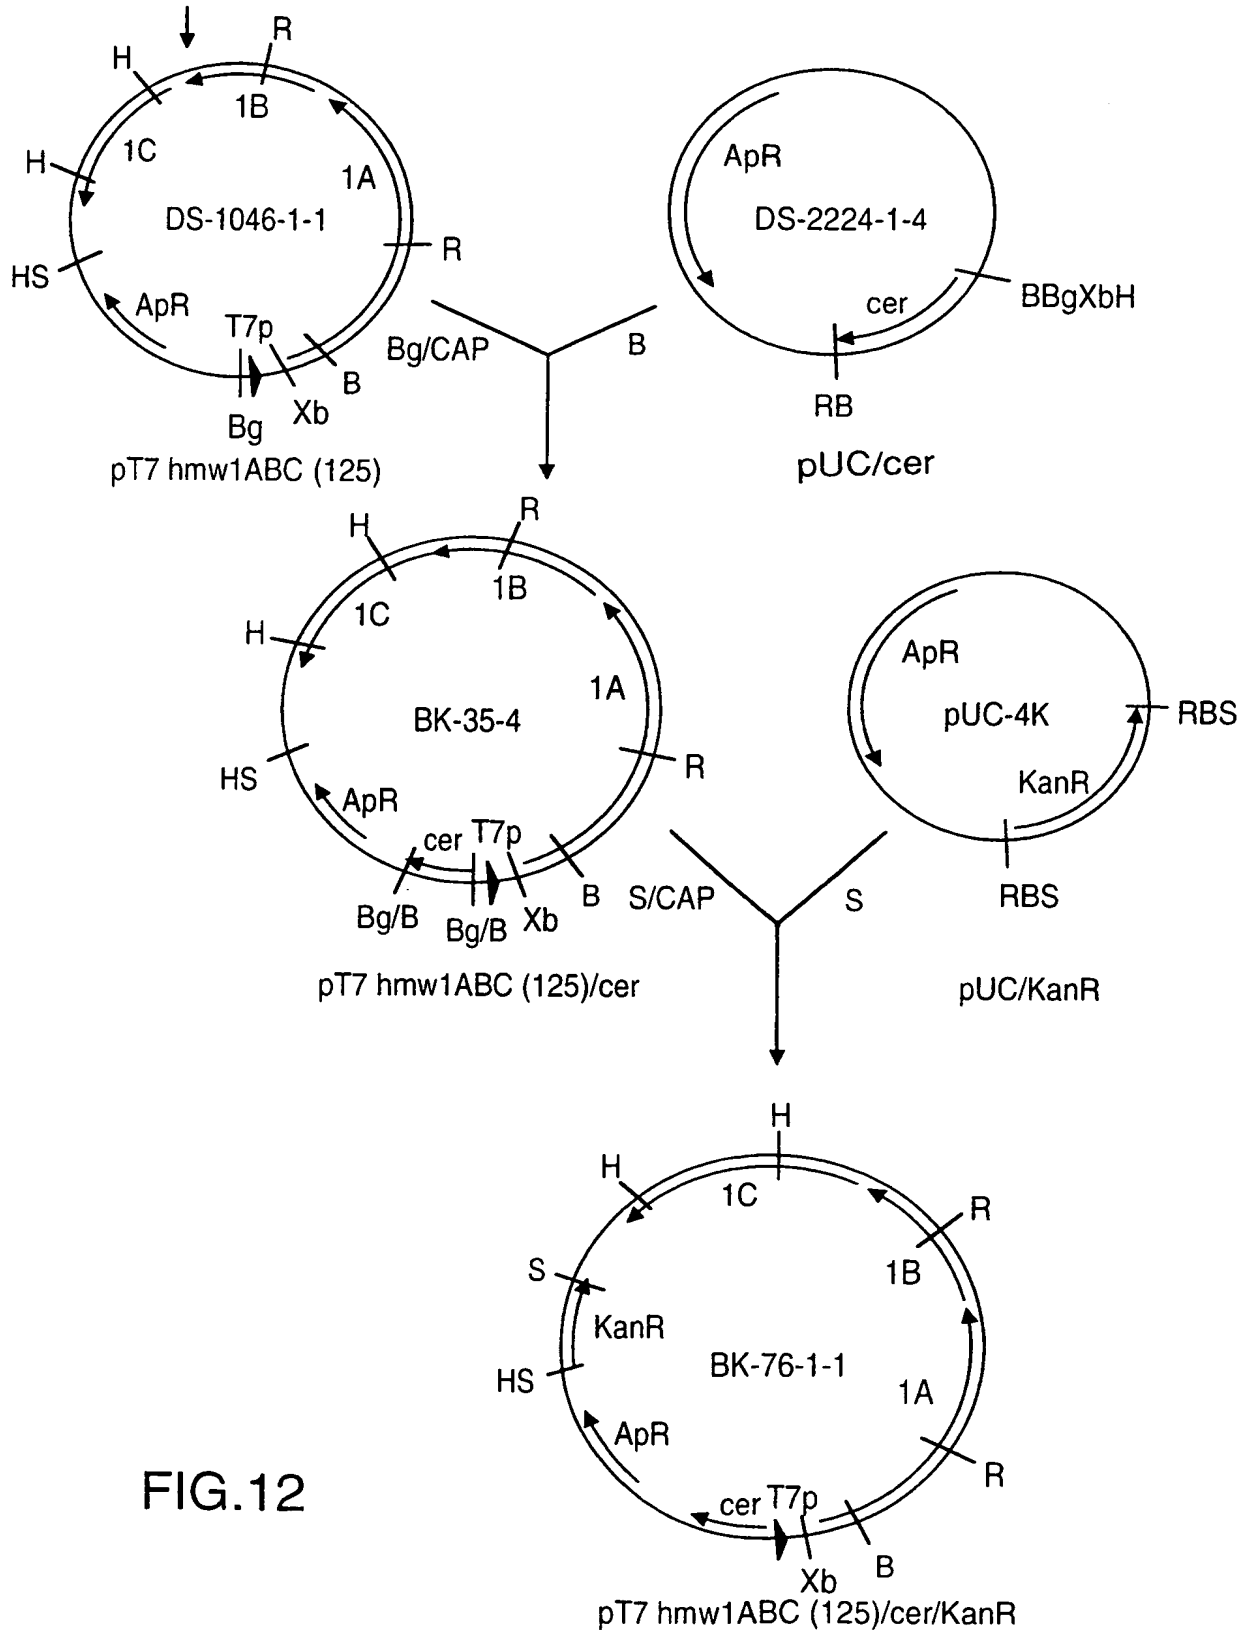 R
H
1B
1C
H
1A
DS-1046-1-1
R
HS
ApR
T7p
B
Xb
Bg
pT7 hmw1ABC (125)
ApR
DS-2224-1-4
BBgXbH
cer
RB
pUC/cer
Bg/CAP
B
R
H
1B
1C
H
1A
BK-35-4
R
HS
ApR
cer
T7p
B
Xb
Bg/B
Bg/B
pT7 hmw1ABC (125)/cer
ApR
pUC-4K
RBS
KanR
RBS
pUC/KanR
S/CAP
S
H
H
1C
R
1B
S
KanR
BK-76-1-1
HS
1A
ApR
R
cer
T7p
B
Xb
pT7 hmw1ABC (125)/cer/KanR
FIG.12